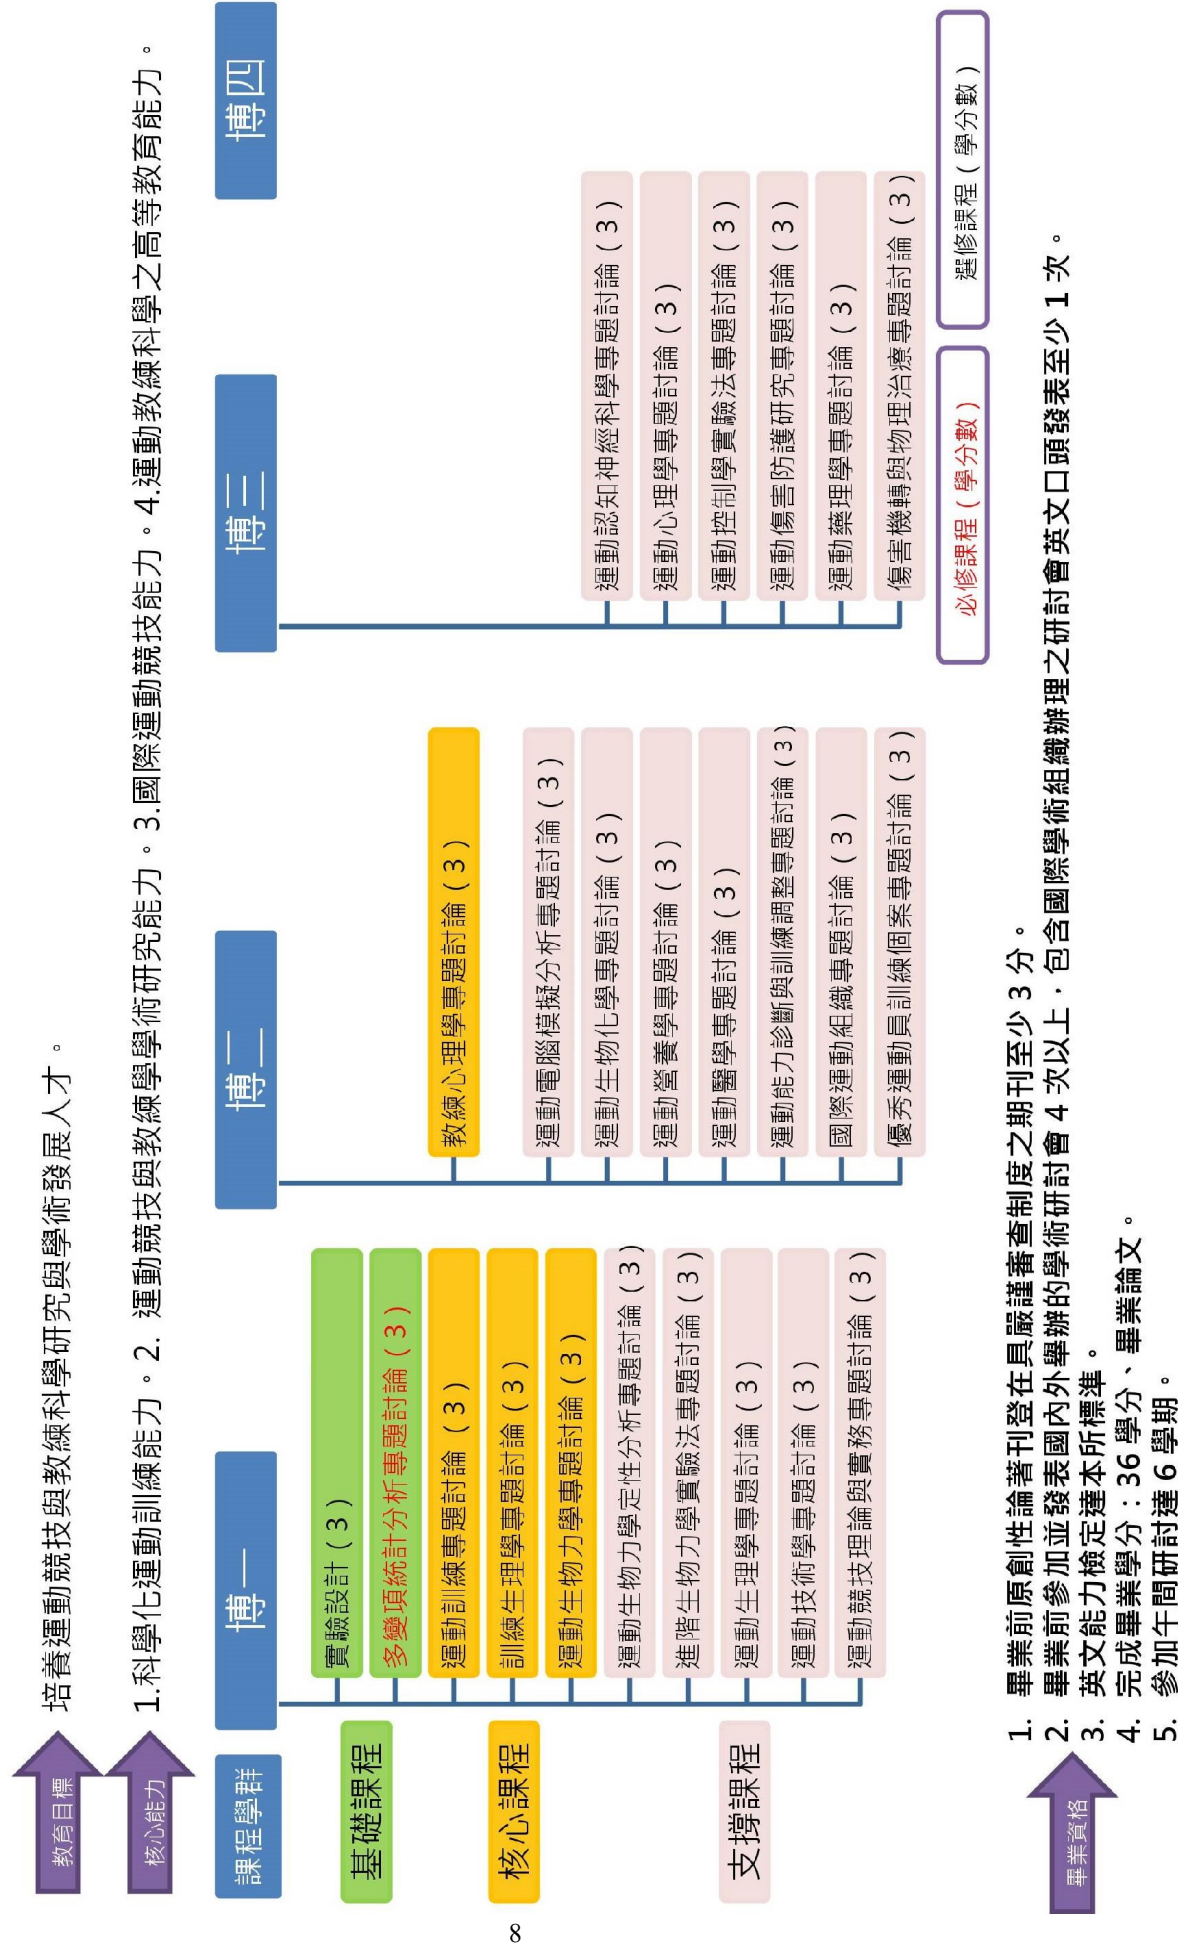 教育目標
培養運動競技與教練科學研究與學術發展人才。
核心能力
1.科學化運動訓練能力。2. 運動競技與教練學學術研究能力。3.國際運動競技能力。4.運動教練科學之高等教育能力。
課程學群
博一
博二
博三
博四
基礎課程
核心課程
支撐課程
實驗設計(3)
多變項統計分析專題討論(3)
運動訓練專題討論(3)
訓練生理學專題討論(3)
運動生物力學專題討論(3)
運動生物力學定性分析專題討論(3)
進階生物力學實驗法專題討論(3)
運動生理學專題討論(3)
運動技術學專題討論(3)
運動競技理論與實務專題討論(3)
教練心理學專題討論(3)
運動電腦模擬分析專題討論(3)
運動生物化學專題討論(3)
運動營養學專題討論(3)
運動醫學專題討論(3)
運動能力診斷與訓練調整專題討論(3)
國際運動組織專題討論(3)
優秀運動員訓練個案專題討論(3)
運動認知神經科學專題討論(3)
運動心理學專題討論(3)
運動控制學實驗法專題討論(3)
運動傷害防護研究專題討論(3)
運動藥理學專題討論(3)
傷害機轉與物理治療專題討論(3)
必修課程(學分數)
選修課程(學分數)
畢業資格
1. 畢業前原創性論著刊登在具嚴謹審查制度之期刊至少 3 分。
2. 畢業前參加並發表國內外舉辦的學術研討會 4 次以上，包含國際學術組織辦理之研討會英文口頭發表至少 1 次。
3. 英文能力檢定達本所標準。
4. 完成畢業學分：36 學分、畢業論文。
5. 參加午間研討達 6 學期。
8